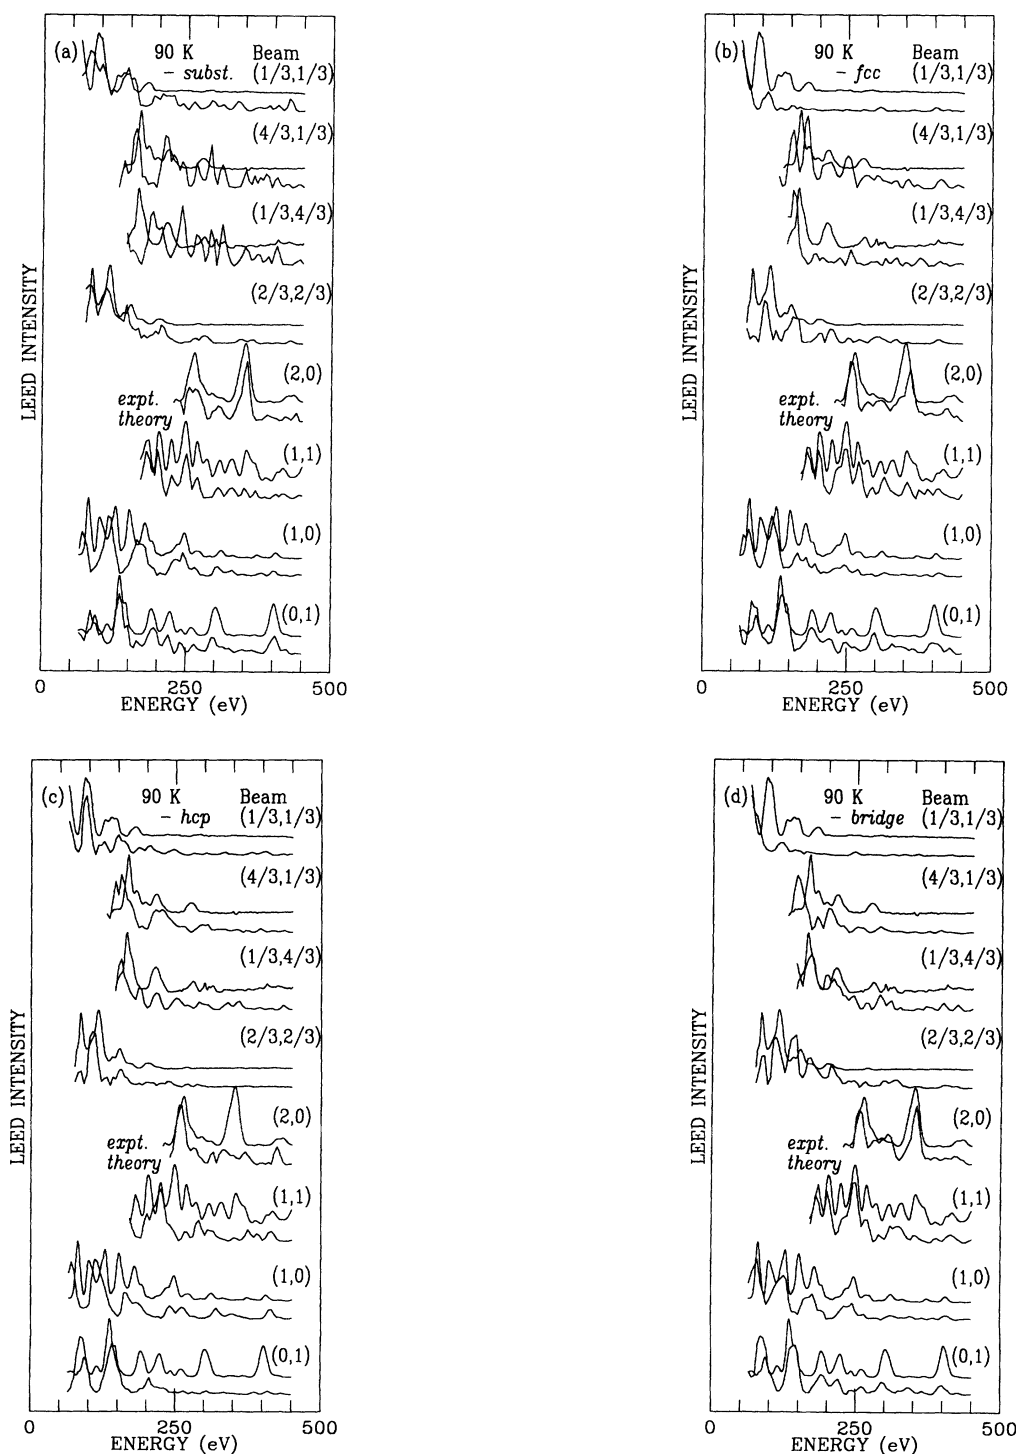 (a)
90 K Beam
– subst. (1/3,1/3)
(4/3,1/3)
(1/3,4/3)
(2/3,2/3)
(2,0)
expt.
theory
(1,1)
(1,0)
(0,1)
LEED INTENSITY
0 250 500
ENERGY (eV)
(b)
90 K Beam
– fcc (1/3,1/3)
(4/3,1/3)
(1/3,4/3)
(2/3,2/3)
(2,0)
expt.
theory
(1,1)
(1,0)
(0,1)
LEED INTENSITY
0 250 500
ENERGY (eV)
(c)
90 K Beam
– hcp (1/3,1/3)
(4/3,1/3)
(1/3,4/3)
(2/3,2/3)
(2,0)
expt.
theory
(1,1)
(1,0)
(0,1)
LEED INTENSITY
0 250 500
ENERGY (eV)
(d)
90 K Beam
– bridge (1/3,1/3)
(4/3,1/3)
(1/3,4/3)
(2/3,2/3)
(2,0)
expt.
theory
(1,1)
(1,0)
(0,1)
LEED INTENSITY
0 250 500
ENERGY (eV)